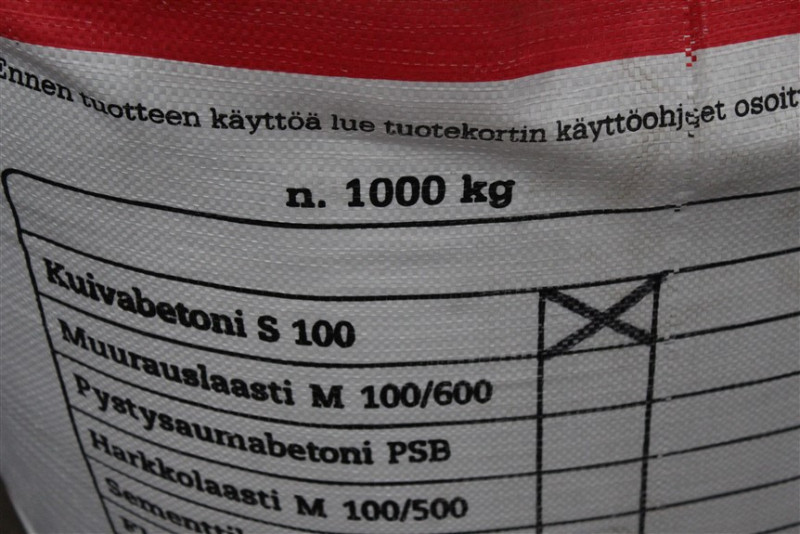 Ennen tuotteen käyttöä lue tuotekortin käyttöohjeet
n. 1000 kg
Kuivabetoni S 100
Muurauslaasti M 100/600
Pystysaumabetoni PSB
Harkkolaasti M 100/500